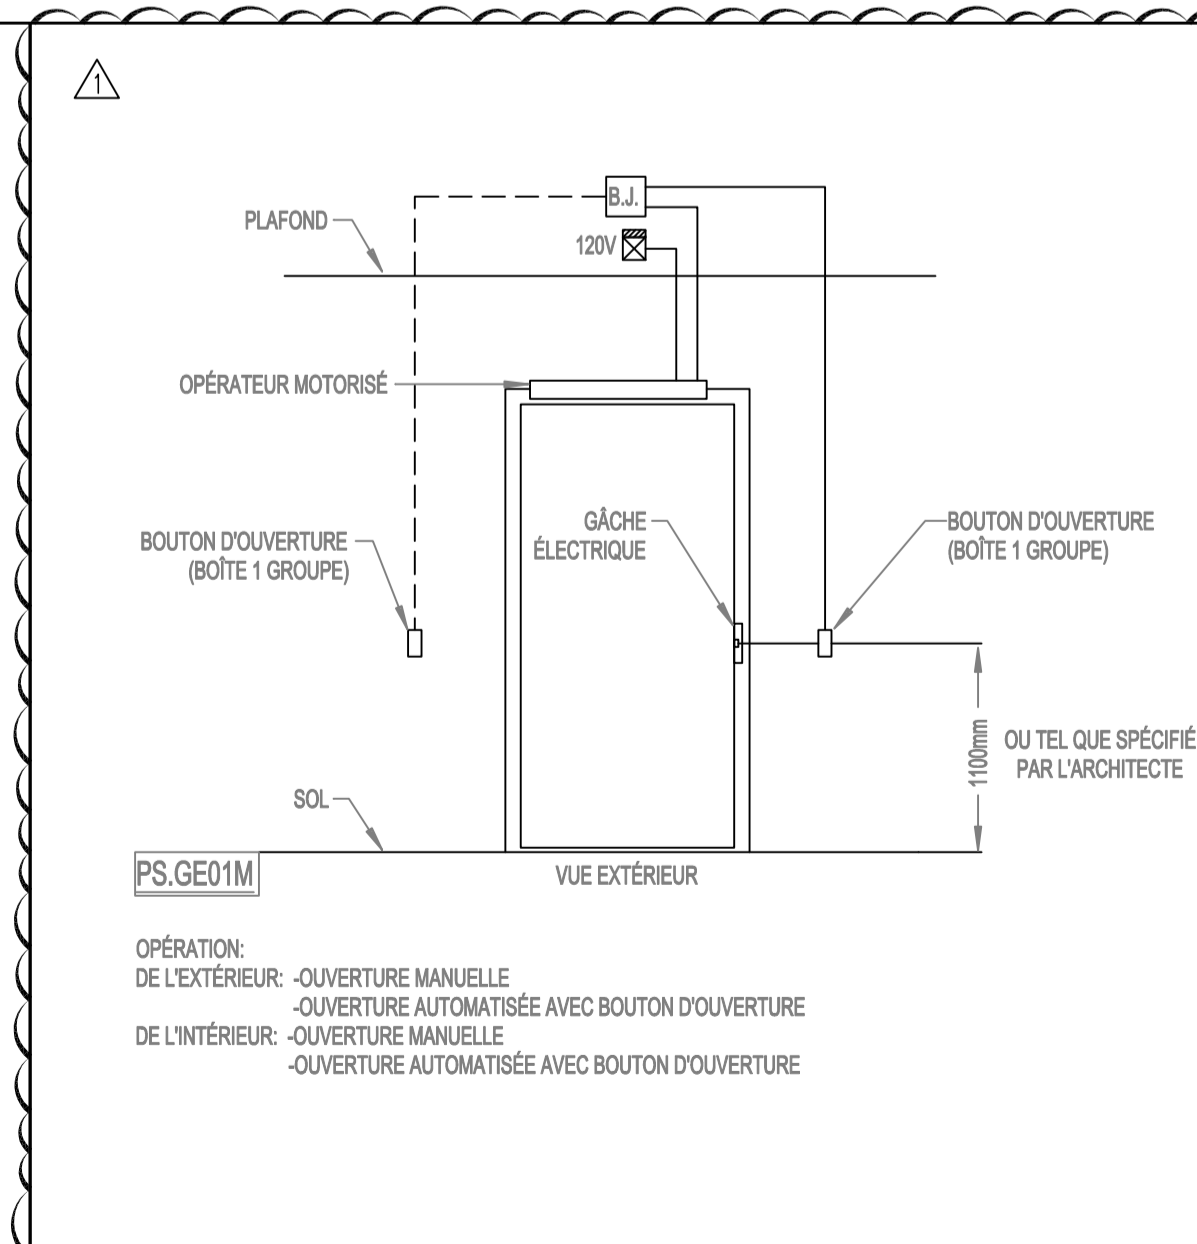 1
B.J.
PLAFOND
120V
OPÉRATEUR MOTORISÉ
GÂCHE
ÉLECTRIQUE
BOUTON D'OUVERTURE
(BOÎTE 1 GROUPE)
BOUTON D'OUVERTURE
(BOÎTE 1 GROUPE)
1100mm
OU TEL QUE SPÉCIFIÉ
PAR L'ARCHITECTE
SOL
PS.GE01M
VUE EXTÉRIEUR
OPÉRATION:
DE L'EXTÉRIEUR: -OUVERTURE MANUELLE
-OUVERTURE AUTOMATISÉE AVEC BOUTON D'OUVERTURE
DE L'INTÉRIEUR: -OUVERTURE MANUELLE
-OUVERTURE AUTOMATISÉE AVEC BOUTON D'OUVERTURE